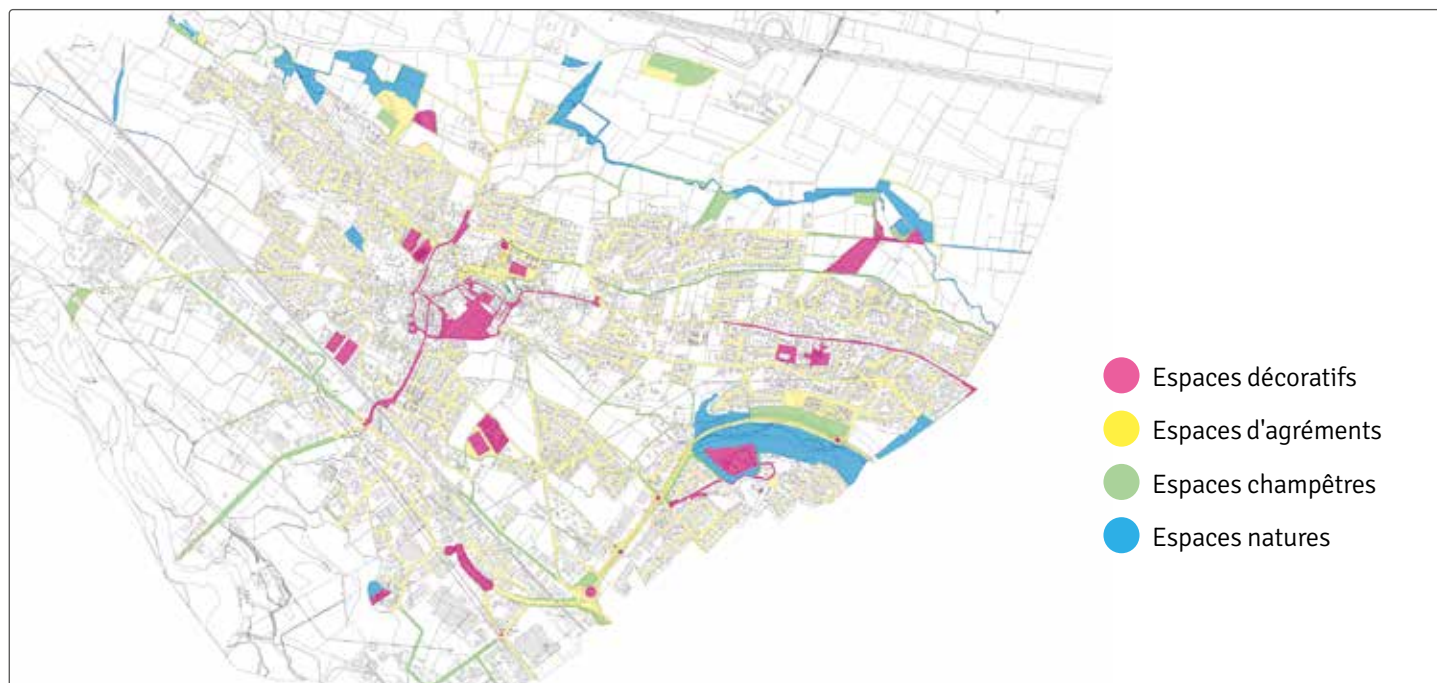 Espaces décoratifs
Espaces d'agréments
Espaces champêtres
Espaces natures